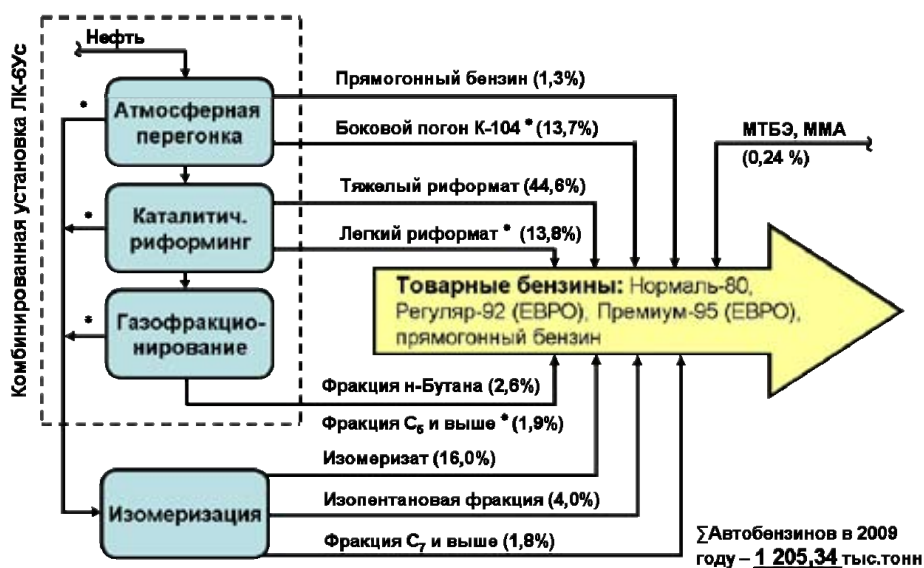 Комбинированная установка ЛК-6Ус
Нефть
*
Атмосферная
перегонка
*
Каталитич.
риформинг
*
Газофракцио-
нирование
Изомеризация
Прямогонный бензин (1,3%)
Боковой погон К-104 * (13,7%)
Тяжелый риформат (44,6%)
Легкий риформат * (13,8%)
МТБЭ, ММА
(0,24 %)
Товарные бензины: Нормаль-80,
Регуляр-92 (ЕВРО), Премиум-95 (ЕВРО),
прямогонный бензин
Фракция н-Бутана (2,6%)
Фракция С₅ и выше * (1,9%)
Изомеризат (16,0%)
Изопентановая фракция (4,0%)
Фракция С₇ и выше (1,8%)
∑Автобензинов в 2009
году – 1 205,34 тыс.тонн